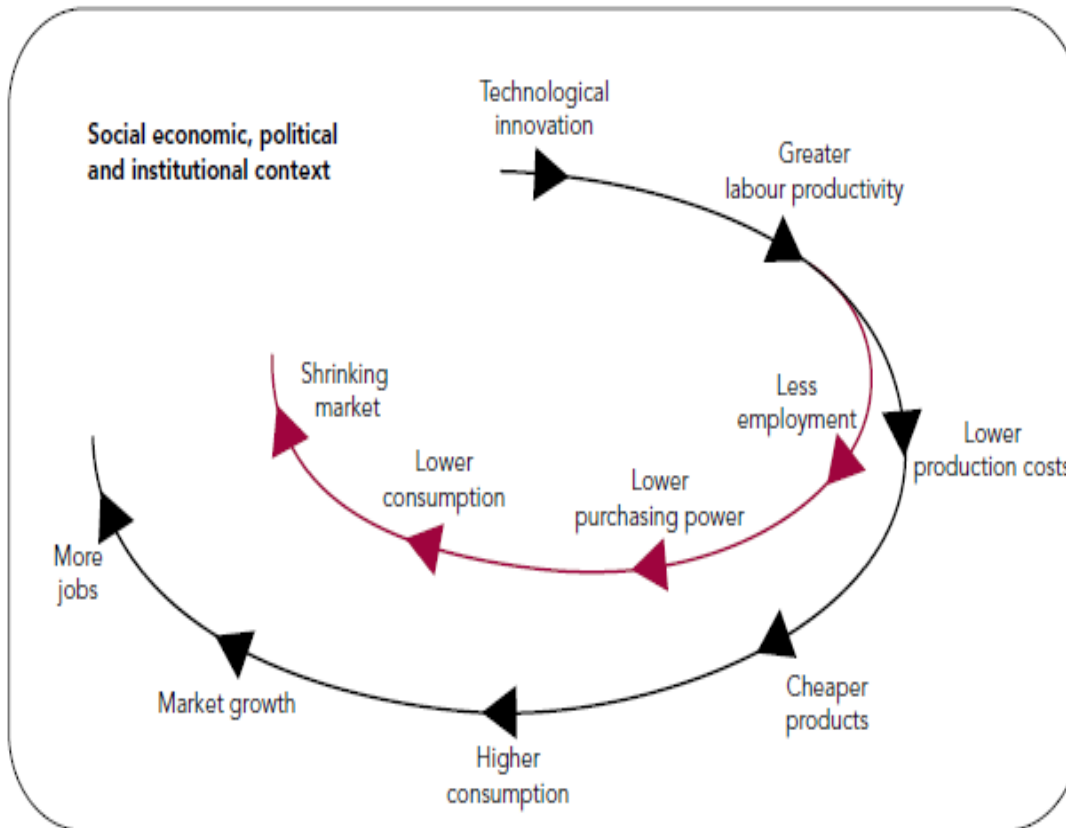 Social economic, political
and institutional context
Technological
innovation
Greater
labour productivity
Less
employment
Lower
production costs
Lower
purchasing power
Lower
consumption
Shrinking
market
Cheaper
products
Higher
consumption
Market growth
More
jobs